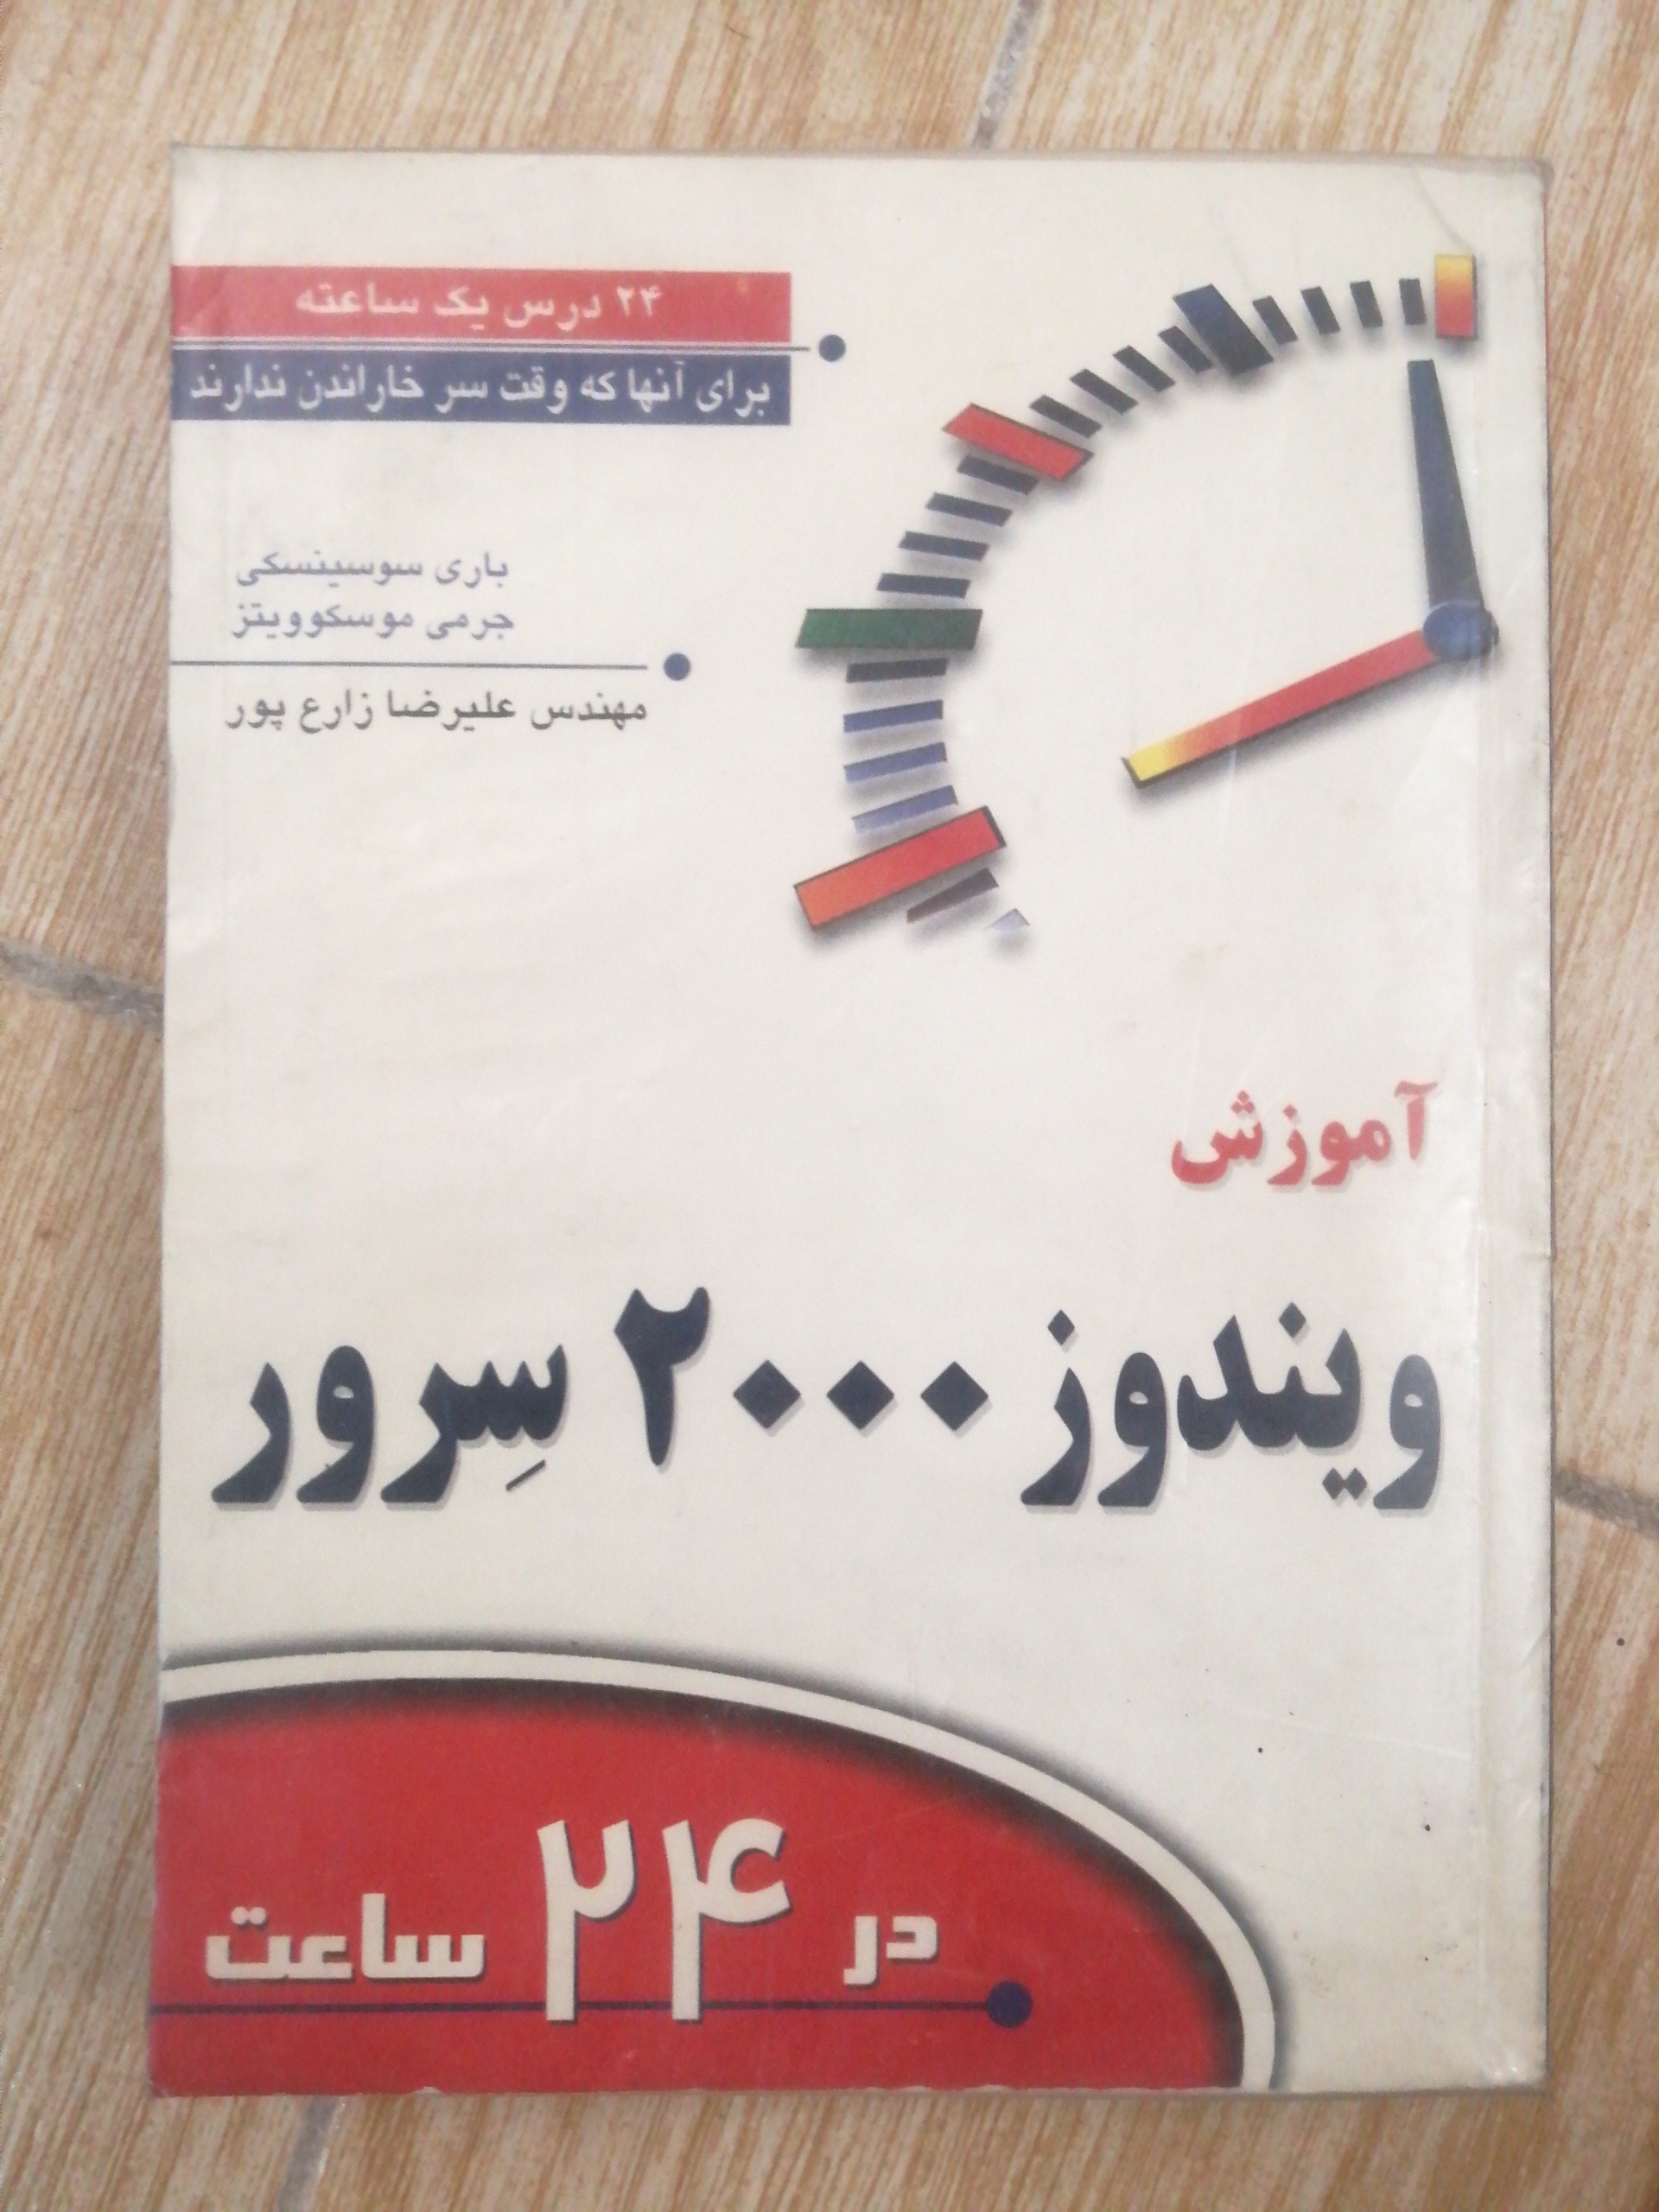 ۲۴ درس یک ساعته
برای آنها که وقت سر خاراندن ندارند
باری سوسینسکی
جرمی موسکوویتز
مهندس علیرضا زارع پور
آموزش
ویندوز ۲۰۰۰ سِرور
در ۲۴ ساعت